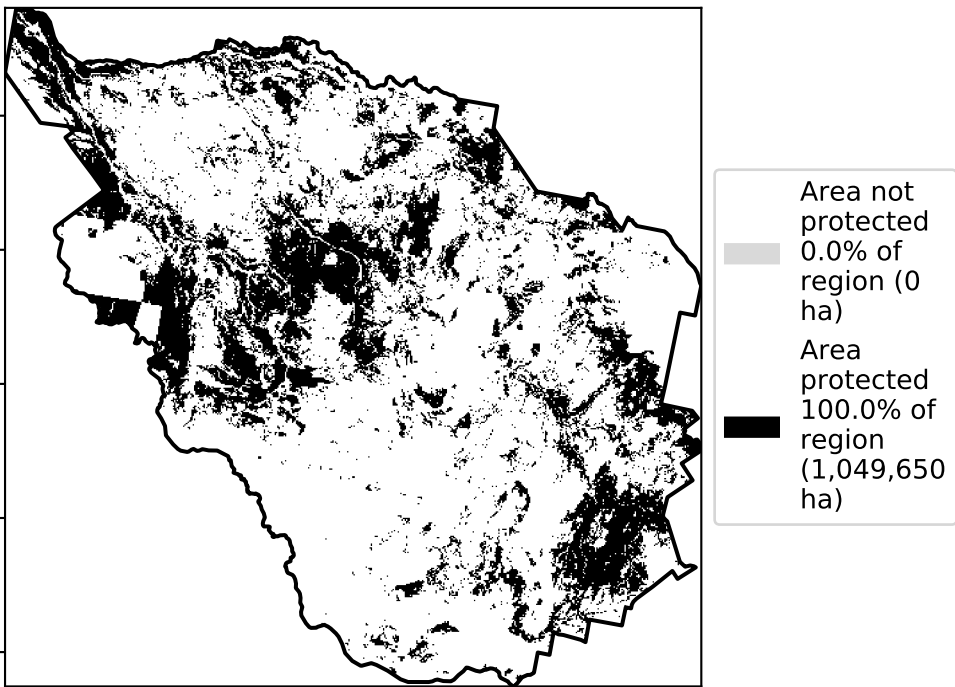 Area not
protected
0.0% of
region (0
ha)
Area
protected
100.0% of
region
(1,049,650
ha)